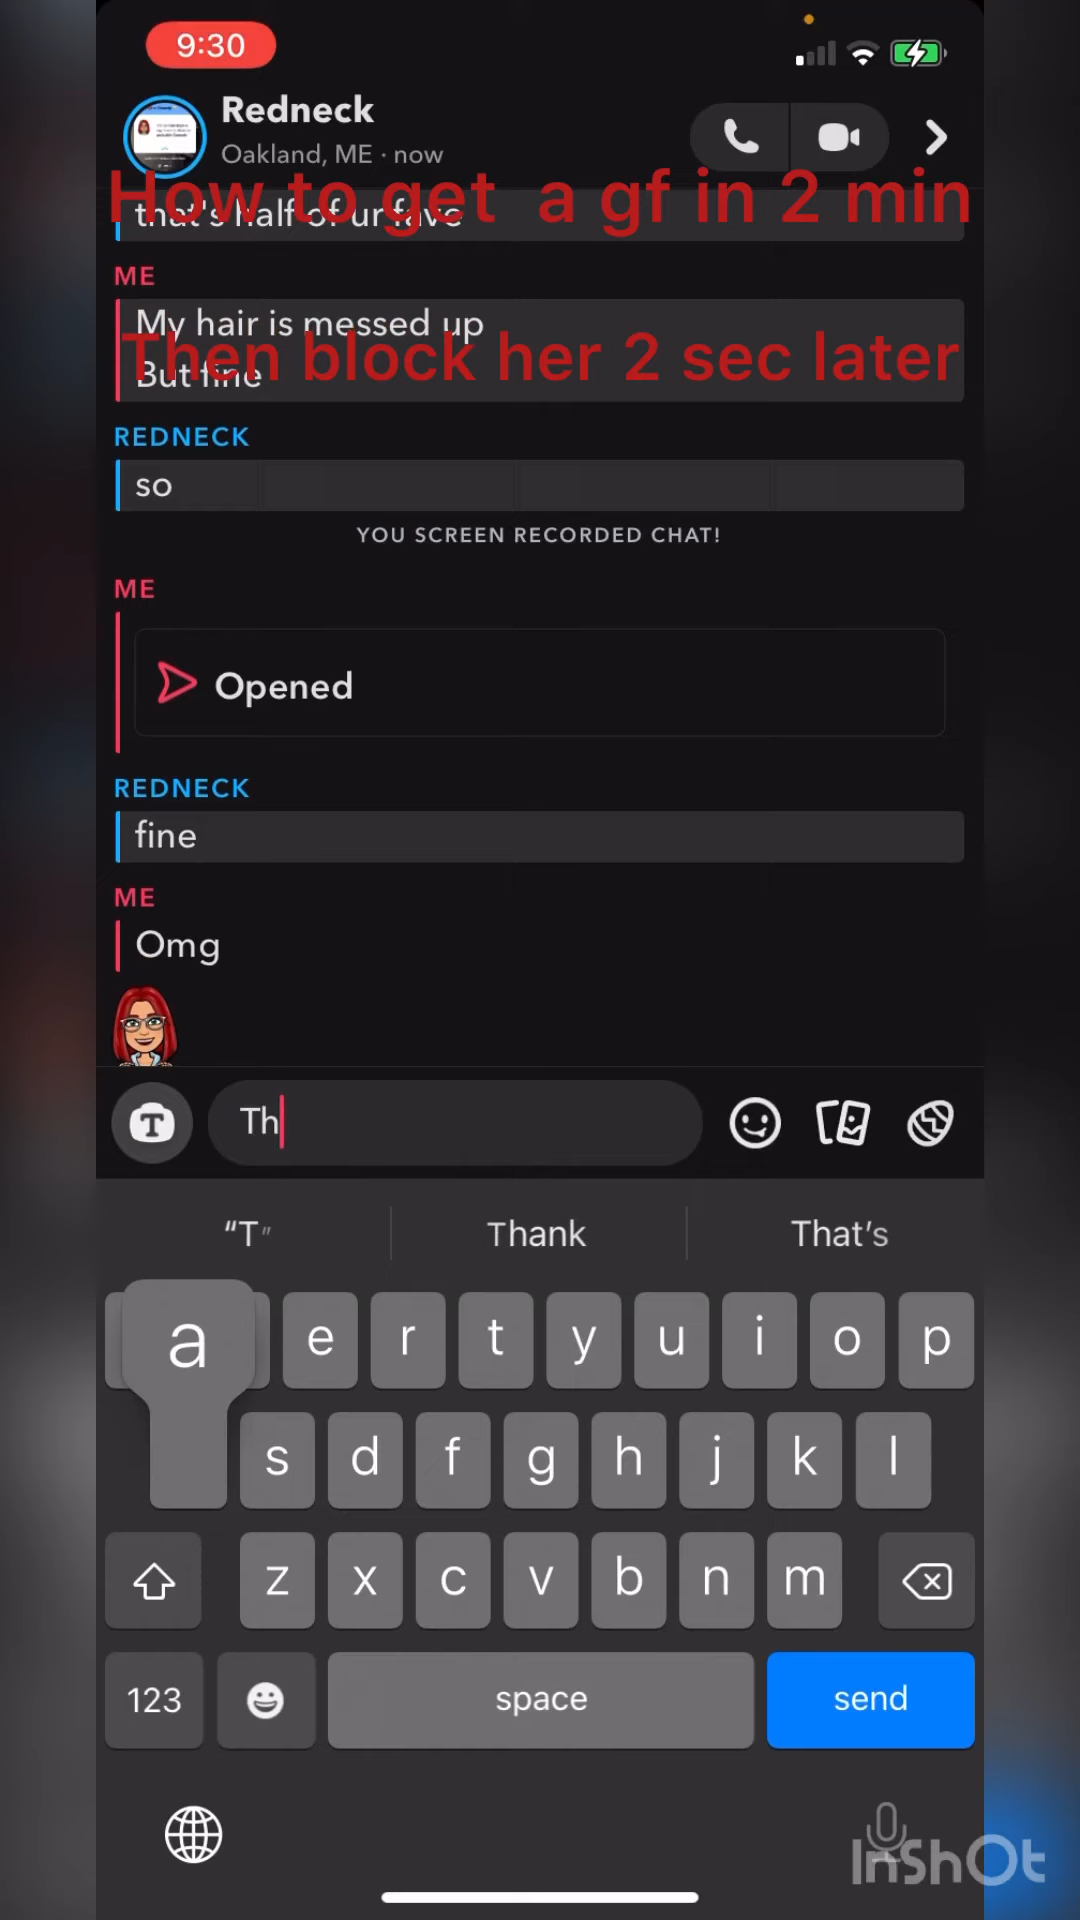 9:30
Redneck
Oakland, ME · now
How to get a gf in 2 min
that's half of ur favs
ME
My hair is messed up
Then block her 2 sec later
But fine
REDNECK
so
YOU SCREEN RECORDED CHAT!
ME
Opened
REDNECK
fine
ME
Omg
T
Th
“T” Thank That’s
a e r t y u i o p
s d f g h j k l
z x c v b n m
123 space send
InShOt